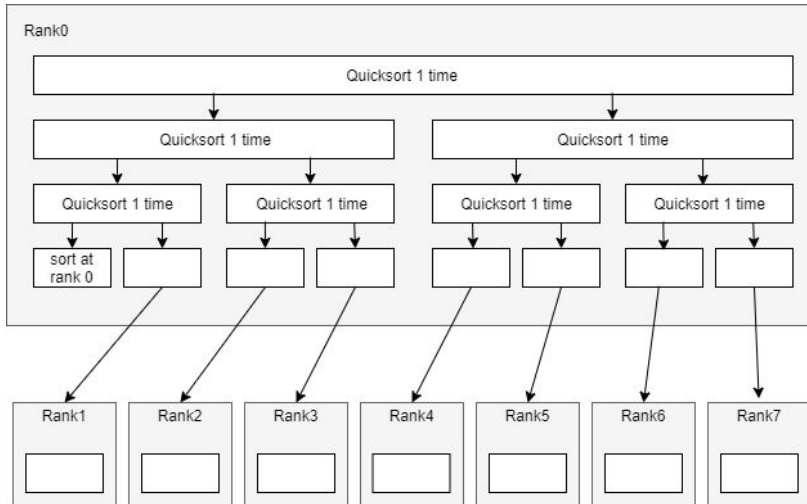 Rank0
Quicksort 1 time
Quicksort 1 time
Quicksort 1 time
Quicksort 1 time
Quicksort 1 time
Quicksort 1 time
Quicksort 1 time
sort at
rank 0
Rank1
Rank2
Rank3
Rank4
Rank5
Rank6
Rank7